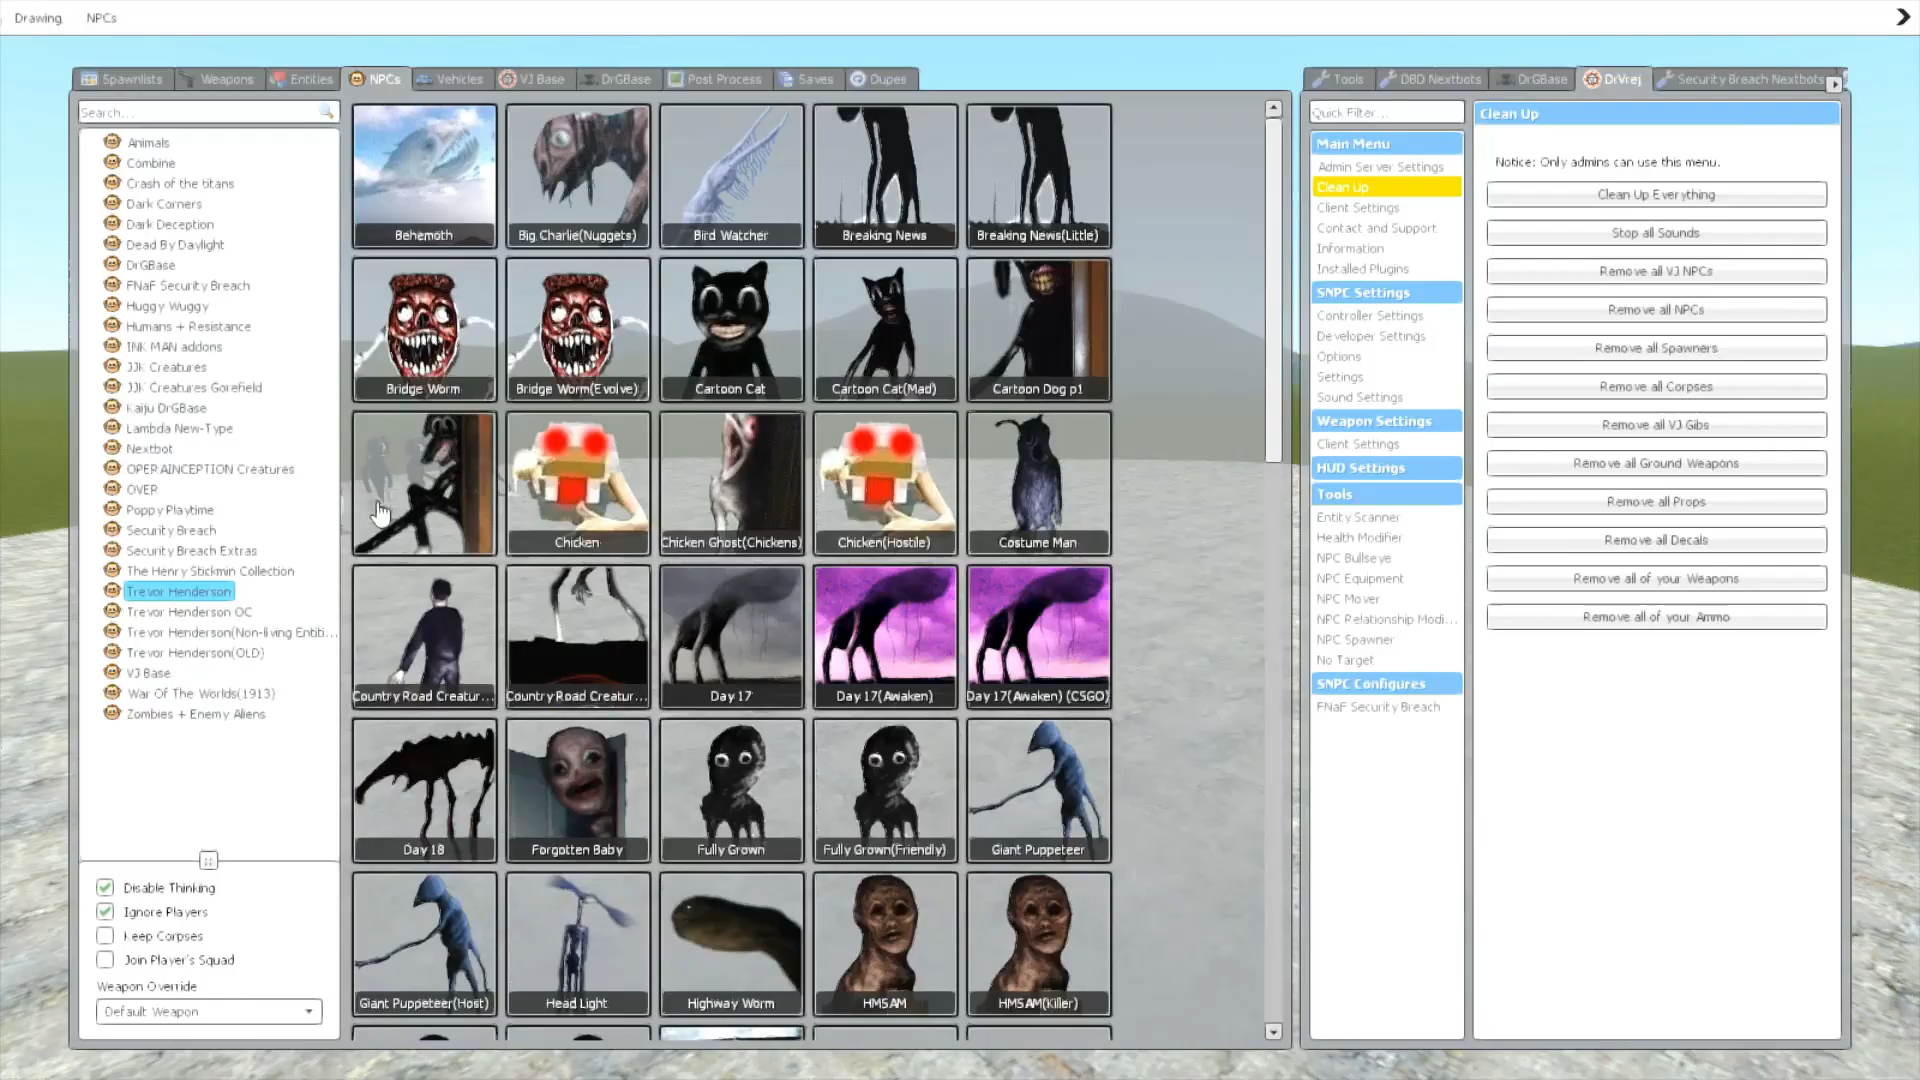 Drawing NPCs
Spawnlists Weapons Entities NPCs Vehicles VJ Base DrGBase Post Process Saves Dupes
Search...
Animals
Combine
Crash of the titans
Dark Corners
Dark Deception
Dead By Daylight
DrGBase
FNaF Security Breach
Huggy Wuggy
Humans + Resistance
INK MAN addons
JJK Creatures
JJK Creatures Gorefield
Kaiju DrGBase
Lambda New-Type
Nextbot
OPERAINCEPTION Creatures
OVER
Poppy Playtime
Security Breach
Security Breach Extras
The Henry Stickmin Collection
Trevor Henderson
Trevor Henderson OC
Trevor Henderson(Non-living Enti...
Trevor Henderson(OLD)
VJ Base
War Of The Worlds(1913)
Zombies + Enemy Aliens
Disable Thinking
Ignore Players
Keep Corpses
Join Player's Squad
Weapon Override
Default Weapon
Behemoth
Big Charlie(Nuggets)
Bird Watcher
Breaking News
Breaking News(Little)
Bridge Worm
Bridge Worm(Evolve)
Cartoon Cat
Cartoon Cat(Mad)
Cartoon Dog p1
Chicken
Chicken Ghost(Chickens)
Chicken(Hostile)
Costume Man
Country Road Creatur...
Country Road Creatur...
Day 17
Day 17(Awaken)
Day 17(Awaken) (CSGO)
Day 18
Forgotten Baby
Fully Grown
Fully Grown(Friendly)
Giant Puppeteer
Giant Puppeteer(Host)
Head Light
Highway Worm
HMSAM
HMSAM(Killer)
Tools DBD Nextbots DrGBase DrVrej Security Breach Nextbots
Quick Filter...
Main Menu
Admin Server Settings
Clean Up
Client Settings
Contact and Support
Information
Installed Plugins
SNPC Settings
Controller Settings
Developer Settings
Options
Settings
Sound Settings
Weapon Settings
Client Settings
HUD Settings
Tools
Entity Scanner
Health Modifier
NPC Bullseye
NPC Equipment
NPC Mover
NPC Relationship Modi...
NPC Spawner
No Target
SNPC Configures
FNaF Security Breach
Clean Up
Notice: Only admins can use this menu.
Clean Up Everything
Stop all Sounds
Remove all VJ NPCs
Remove all NPCs
Remove all Spawners
Remove all Corpses
Remove all VJ Gibs
Remove all Ground Weapons
Remove all Props
Remove all Decals
Remove all of your Weapons
Remove all of your Ammo